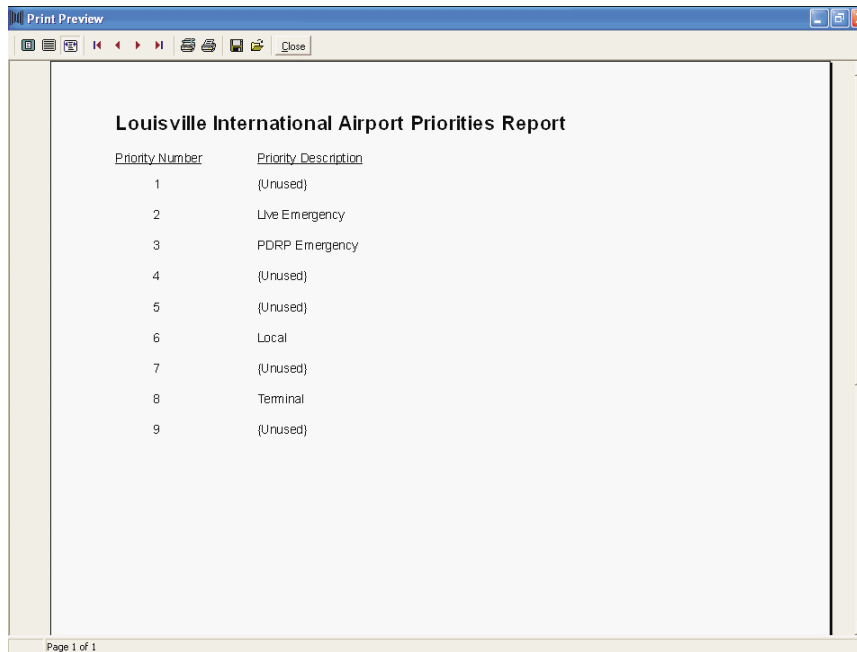 Print Preview
Close
Louisville International Airport Priorities Report
Priority Number Priority Description
1 {Unused}
2 Live Emergency
3 PDRP Emergency
4 {Unused}
5 {Unused}
6 Local
7 {Unused}
8 Terminal
9 {Unused}
Page 1 of 1